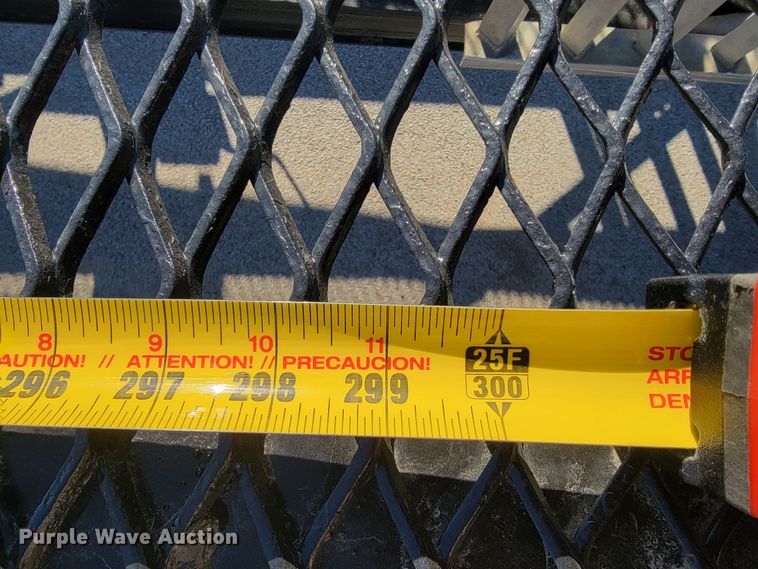 8 9 10 11
AUTION! // ATTENTION! // PRECAUCION!
296 297 298 299
25F
300
STO
ARR
DEN
Purple Wave Auction